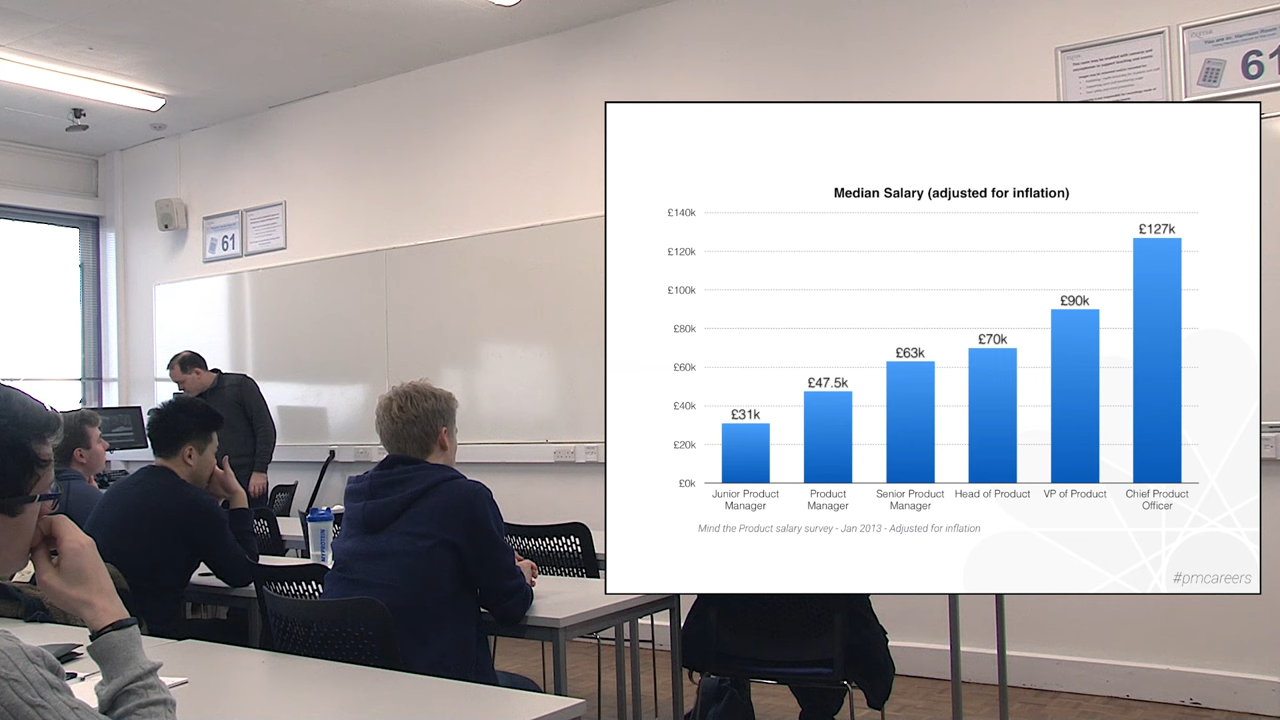 61
61
Median Salary (adjusted for inflation)
£140k
£120k
£100k
£80k
£60k
£40k
£20k
£0k
£31k
£47.5k
£63k
£70k
£90k
£127k
Junior Product
Manager
Product
Manager
Senior Product
Manager
Head of Product
VP of Product
Chief Product
Officer
Mind the Product salary survey - Jan 2013 - Adjusted for inflation
#pmcareers
MYPROTEIN